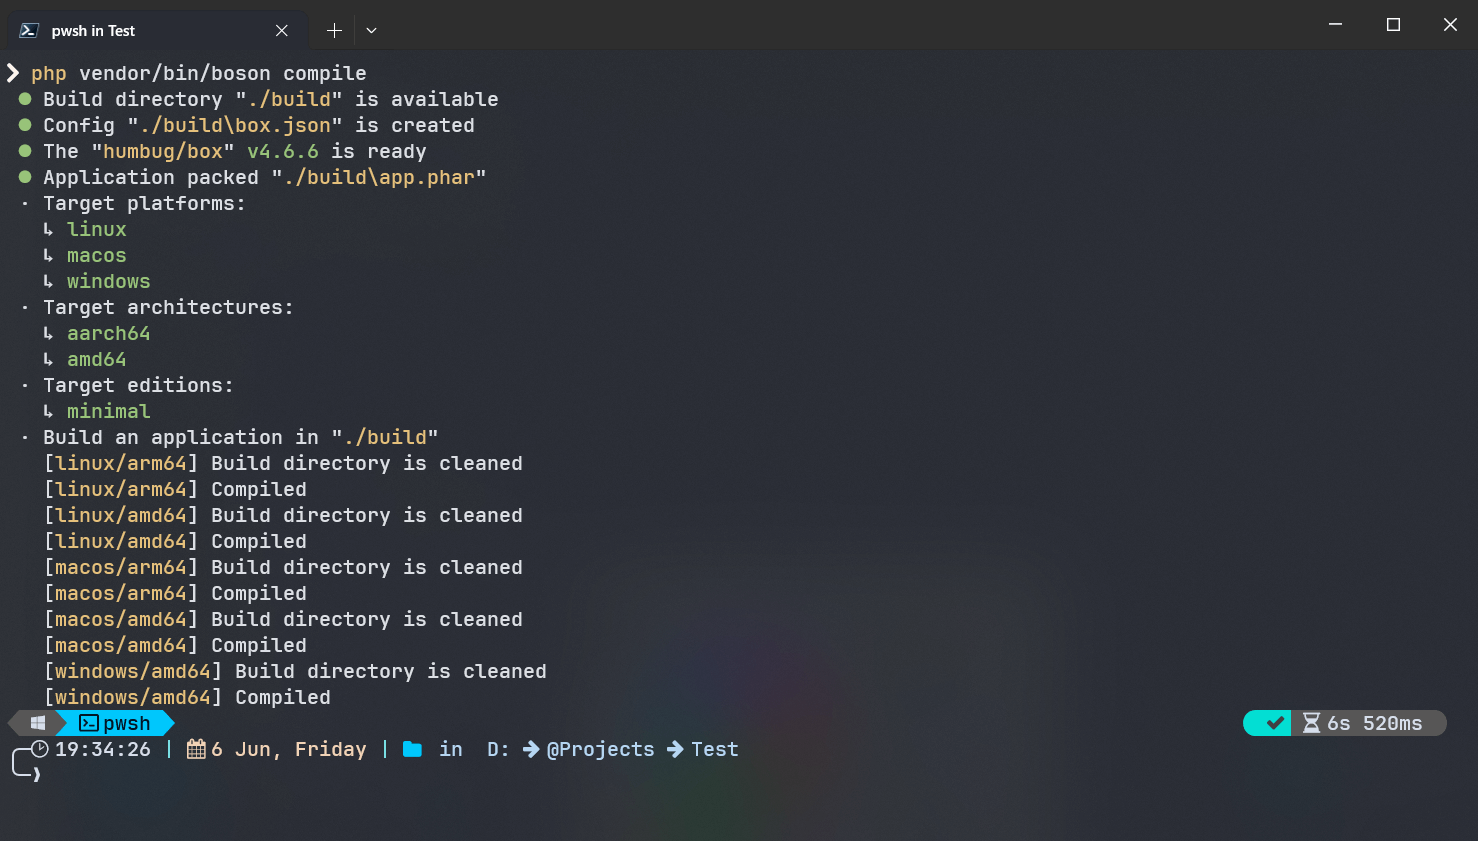 pwsh in Test
php vendor/bin/boson compile
Build directory "./build" is available
Config "./build\box.json" is created
The "humbug/box" v4.6.6 is ready
Application packed "./build\app.phar"
· Target platforms:
↳ linux
↳ macos
↳ windows
· Target architectures:
↳ aarch64
↳ amd64
· Target editions:
↳ minimal
· Build an application in "./build"
[linux/arm64] Build directory is cleaned
[linux/arm64] Compiled
[linux/amd64] Build directory is cleaned
[linux/amd64] Compiled
[macos/arm64] Build directory is cleaned
[macos/arm64] Compiled
[macos/amd64] Build directory is cleaned
[macos/amd64] Compiled
[windows/amd64] Build directory is cleaned
[windows/amd64] Compiled
pwsh 6s 520ms
19:34:26 | 6 Jun, Friday | in D: → @Projects → Test